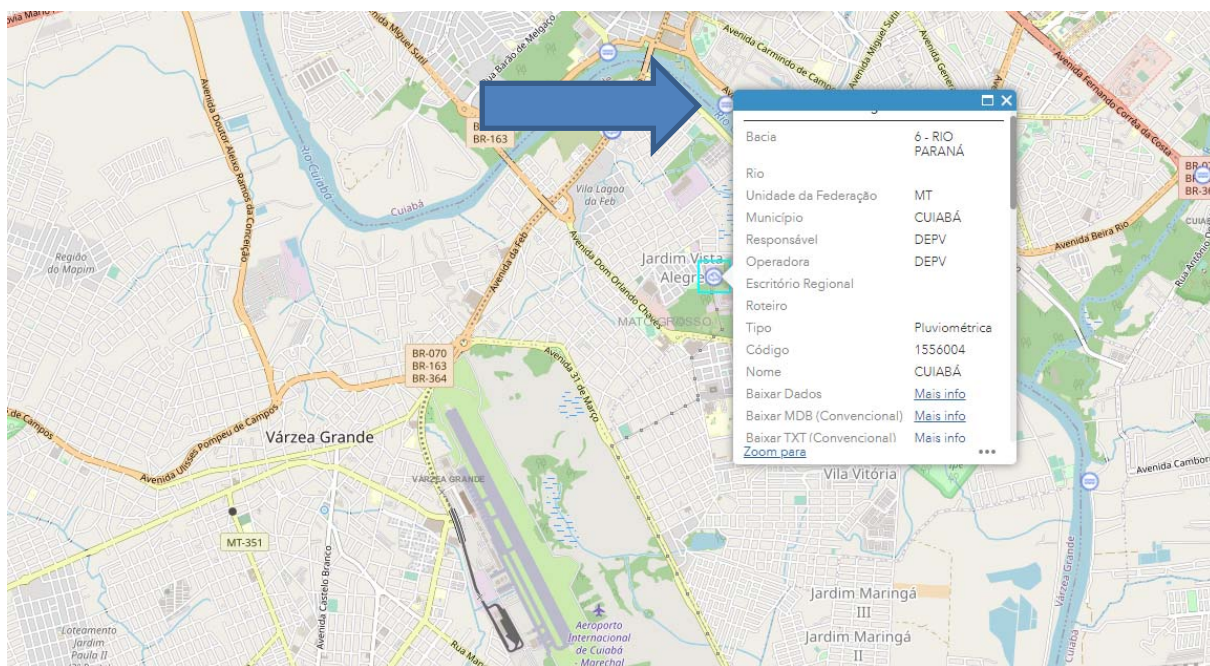 Avenida Miguel Sutil
Rua Barão de Melgaço
Avenida Carmindo de Campos
Avenida Miguel Sutil
Avenida Fernando Corrêa da Costa
Avenida Doutor Aleixo Ramos da Conceição
BR-163
Rio Cuiabá
Cuiabá
Vila Lagoa
da Feb
Avenida da Feb
Avenida Dom Orlando Chaves
Jardim Vista
Alegre
MATO GROSSO
Região
do Mapim
Avenida Beira Rio
BR-070
BR-163
BR-364
Avenida 31 de Março
Várzea Grande
VÁRZEA GRANDE
Avenida Ulisses Pompeu de Campos
MT-351
Avenida Castelo Branco
Loteamento
Jardim
Paula II
Aeroporto
Internacional
de Cuiabá
- Marechal
Bacia 6 - RIO
PARANÁ
Rio
Unidade da Federação MT
Município CUIABÁ
Responsável DEPV
Operadora DEPV
Escritório Regional
Roteiro
Tipo Pluviométrica
Código 1556004
Nome CUIABÁ
Baixar Dados Mais info
Baixar MDB (Convencional) Mais info
Baixar TXT (Convencional) Mais info
Zoom para
Vila Vitória
Jardim Maringá
III
Jardim Maringá
II
Várzea Grande
Cuiabá